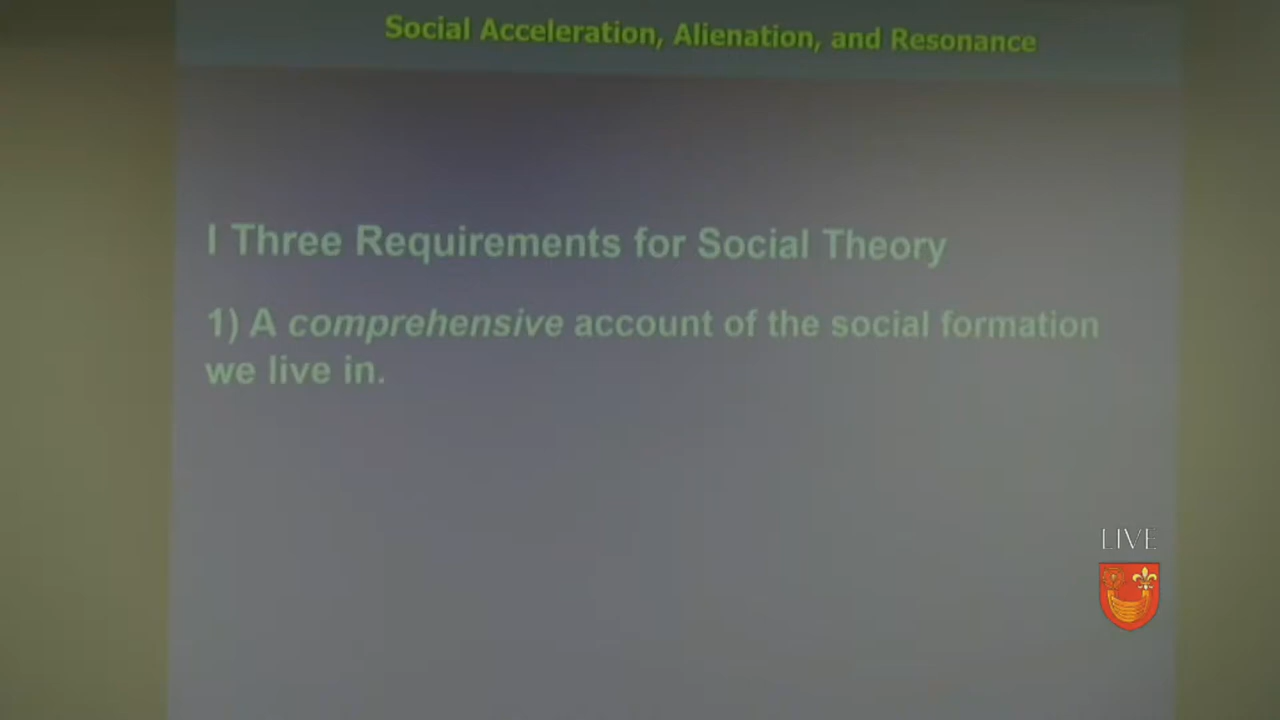 Social Acceleration, Alienation, and Resonance
I Three Requirements for Social Theory
1) A comprehensive account of the social formation
we live in.
LIVE